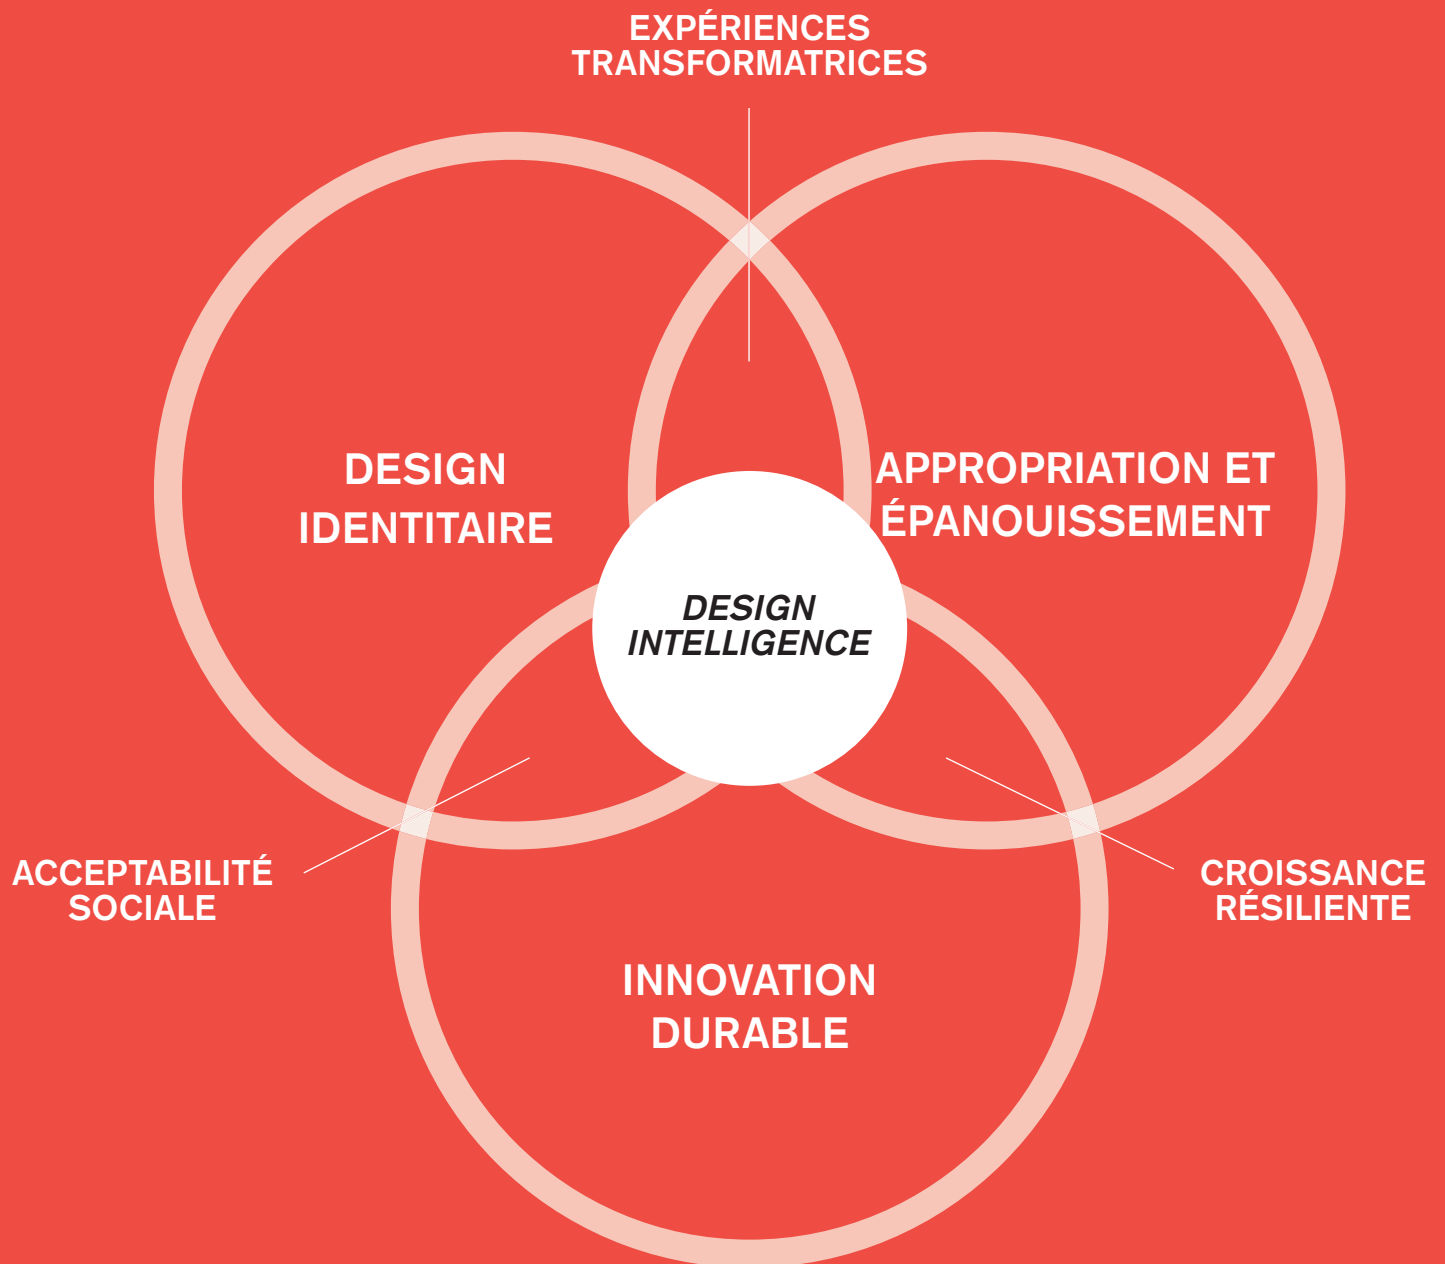 EXPÉRIENCES
TRANSFORMATRICES
DESIGN
IDENTITAIRE
APPROPRIATION ET
ÉPANOUISSEMENT
DESIGN
INTELLIGENCE
ACCEPTABILITÉ
SOCIALE
CROISSANCE
RÉSILIENTE
INNOVATION
DURABLE